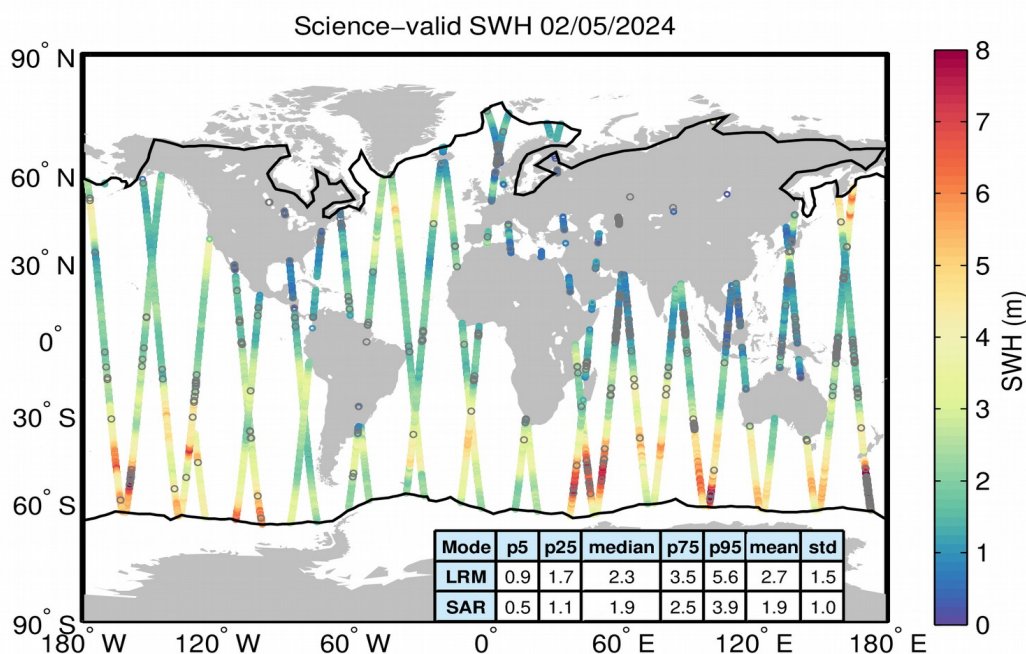 Science−valid SWH 02/05/2024
90° N
60° N
30° N
0°
30° S
60° S
90° S
180° W
120° W
60° W
0°
60° E
120° E
180° E
8
7
6
5
4
3
2
1
0
SWH (m)
Mode p5 p25 median p75 p95 mean std
LRM 0.9 1.7 2.3 3.5 5.6 2.7 1.5
SAR 0.5 1.1 1.9 2.5 3.9 1.9 1.0